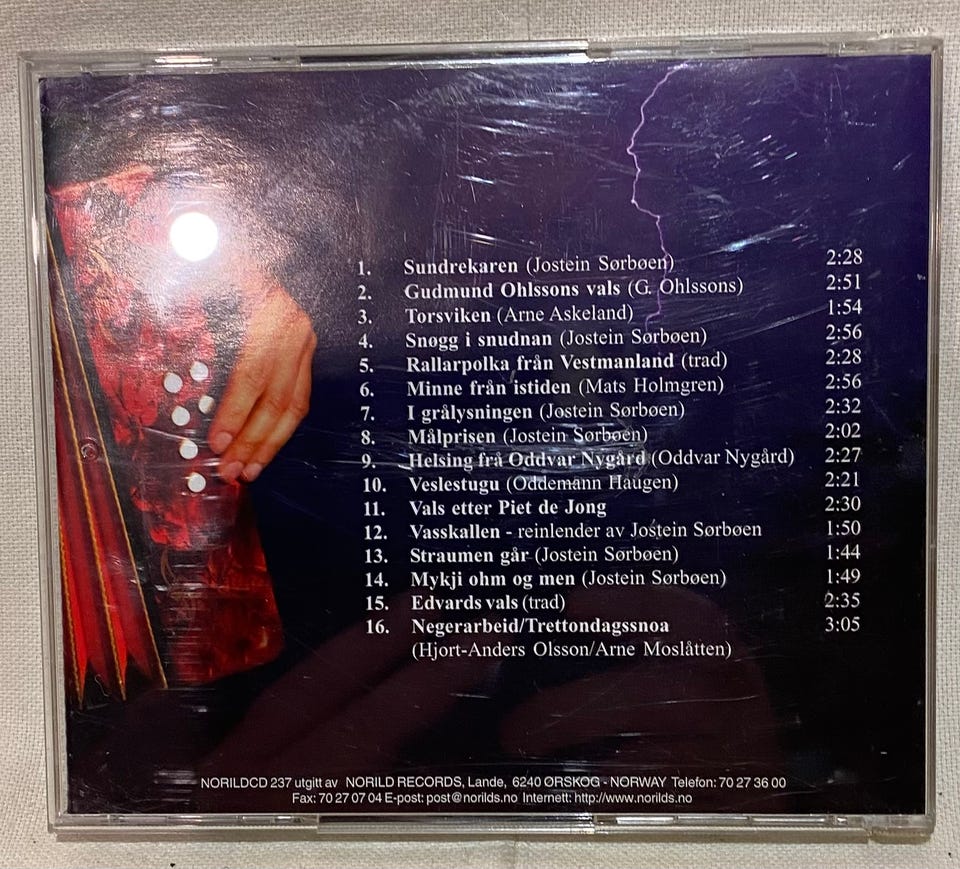 1. Sundrekaren (Jostein Sørbøen) 2:28
2. Gudmund Ohlssons vals (G. Ohlssons) 2:51
3. Torsviken (Arne Askeland) 1:54
4. Snøgg i snudnan (Jostein Sørbøen) 2:56
5. Rallarpolka från Vestmanland (trad) 2:28
6. Minne från istiden (Mats Holmgren) 2:56
7. I grålysningen (Jostein Sørbøen) 2:32
8. Målprisen (Jostein Sørbøen) 2:02
9. Helsing frå Oddvar Nygård (Oddvar Nygård) 2:27
10. Veslestugu (Oddemann Haugen) 2:21
11. Vals etter Piet de Jong 2:30
12. Vasskallen - reinlender av Jostein Sørbøen 1:50
13. Straumen går (Jostein Sørbøen) 1:44
14. Mykji ohm og men (Jostein Sørbøen) 1:49
15. Edvards vals (trad) 2:35
16. Negerarbeid/Trettondagssnoa 3:05
(Hjort-Anders Olsson/Arne Moslåtten)
NORILDCD 237 utgitt av NORILD RECORDS, Lande, 6240 ØRSKOG - NORWAY Telefon: 70 27 36 00
Fax: 70 27 07 04 E-post: post@norilds.no Internett: http://www.norilds.no